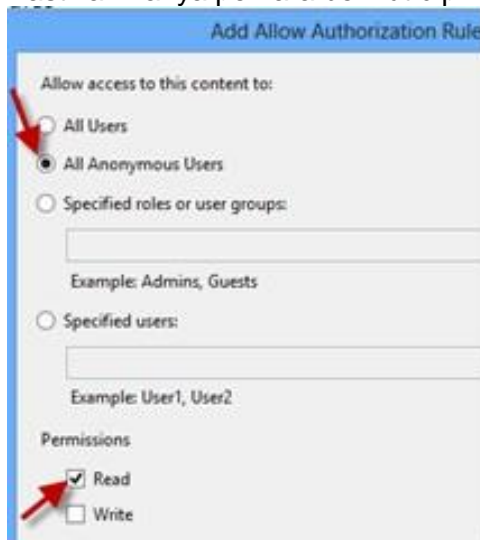 Add Allow Authorization Rule
Allow access to this content to:
All Users
All Anonymous Users
Specified roles or user groups:
Example: Admins, Guests
Specified users:
Example: User1, User2
Permissions
Read
Write